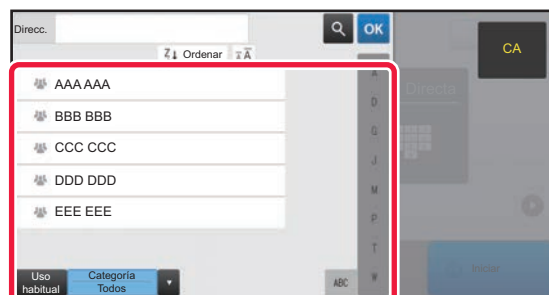 Direcc.
OK
CA
Z↓ Ordenar
AAA AAA
A
Directa
BBB BBB
D
G
CCC CCC
J
DDD DDD
M
EEE EEE
P
T
Uso habitual
Categoría Todos
▼
ABC
Iniciar